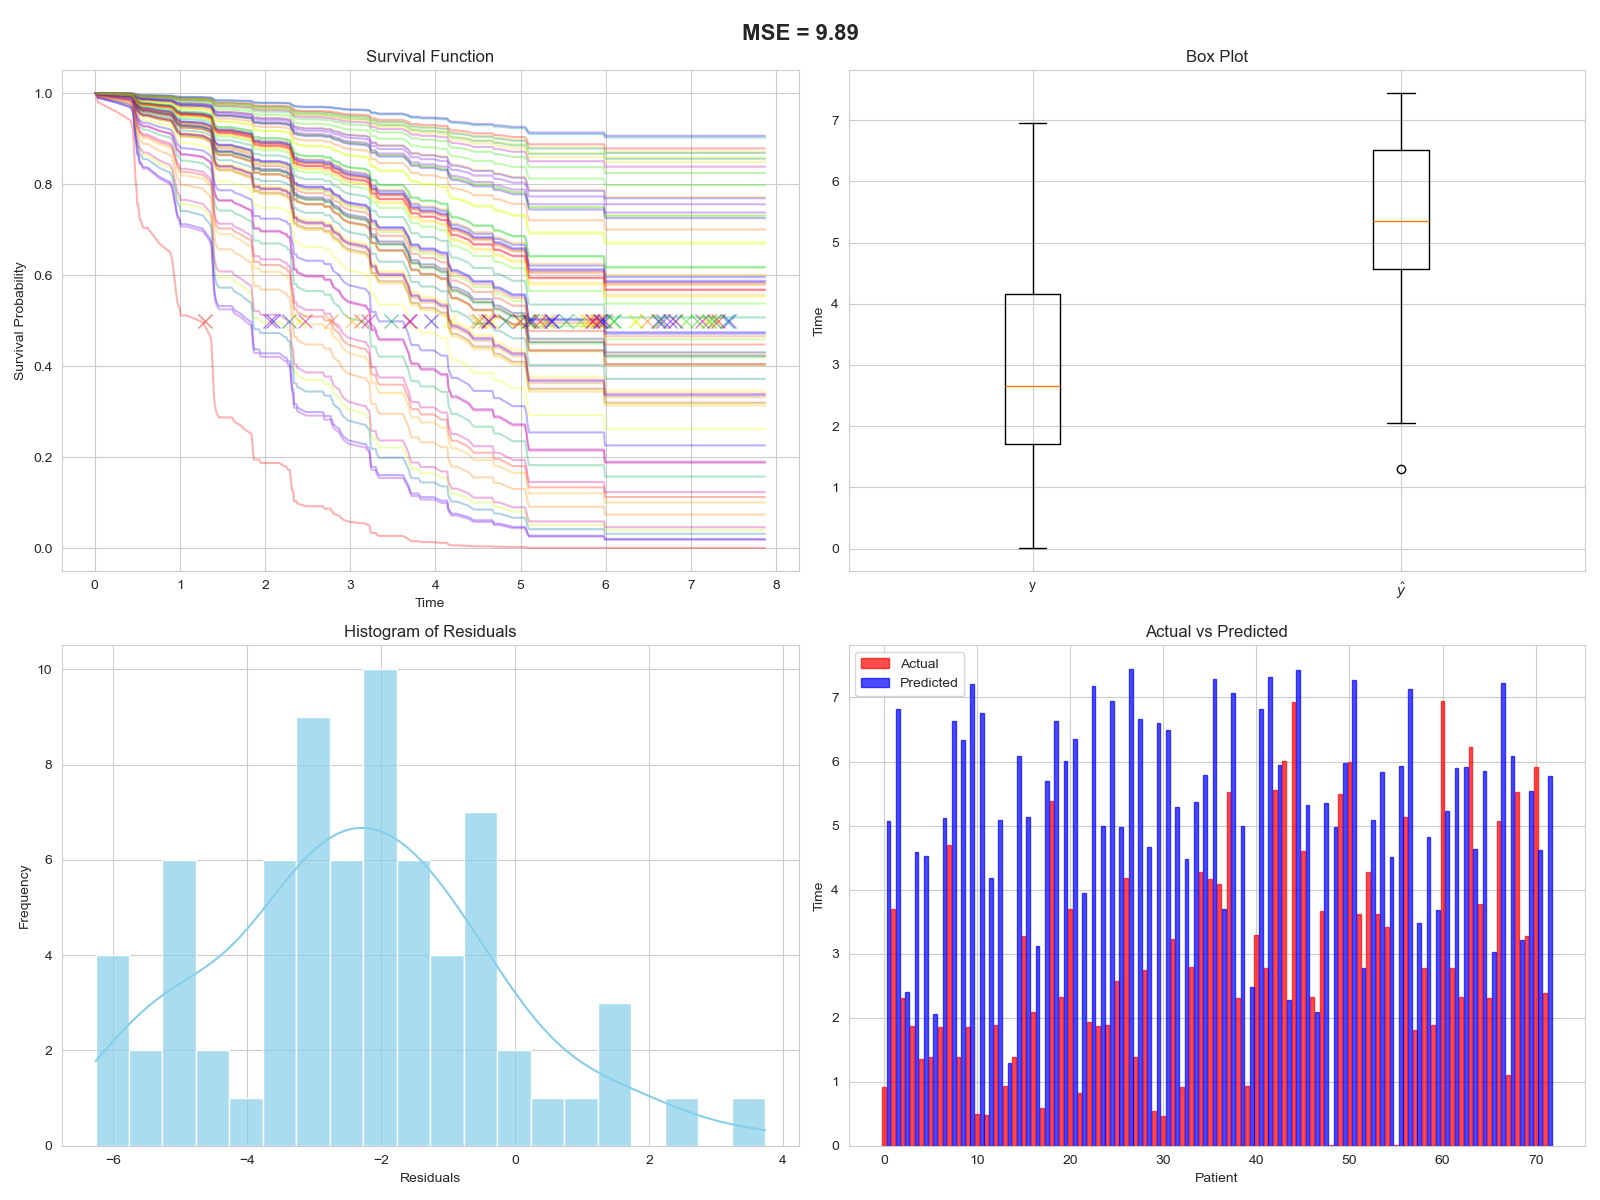 MSE = 9.89
Survival Function
1.0
0.8
0.6
0.4
0.2
0.0
Survival Probability
0 1 2 3 4 5 6 7 8
Time
Box Plot
7
6
5
4
3
2
1
0
Time
y ŷ
Histogram of Residuals
10
8
6
4
2
0
Frequency
−6 −4 −2 0 2 4
Residuals
Actual vs Predicted
Actual
Predicted
7
6
5
4
3
2
1
0
Time
0 10 20 30 40 50 60 70
Patient